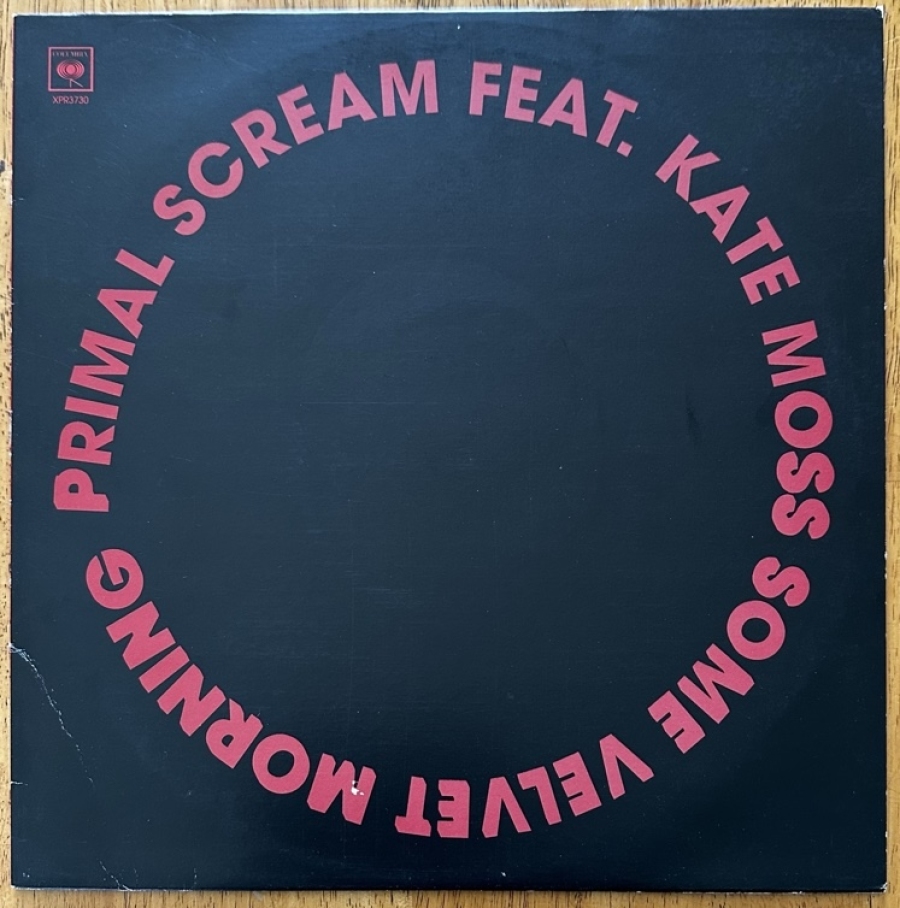 COLUMBIA
XPR3730
PRIMAL SCREAM FEAT. KATE MOSS SOME VELVET MORNING